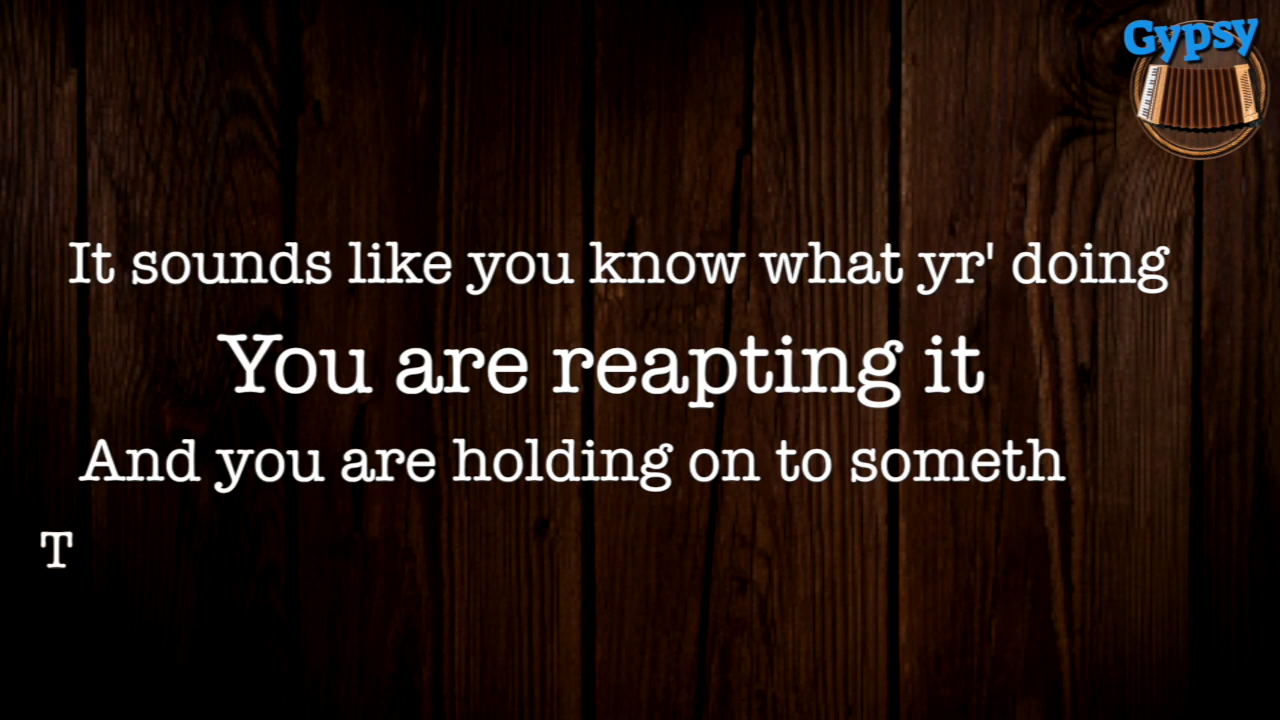 Gypsy
It sounds like you know what yr' doing
You are reapting it
And you are holding on to someth
T